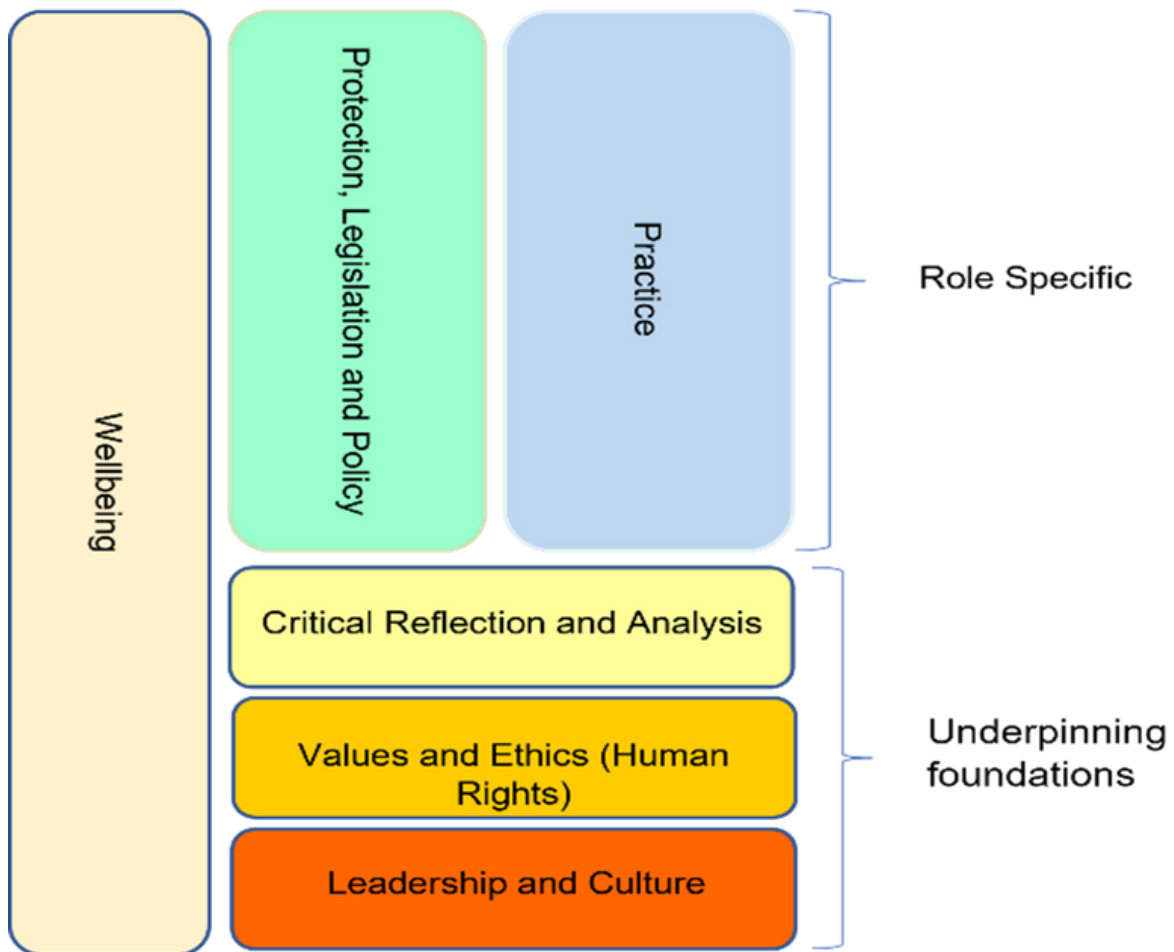 Wellbeing
Protection, Legislation and Policy
Practice
Role Specific
Critical Reflection and Analysis
Values and Ethics (Human
Rights)
Leadership and Culture
Underpinning
foundations